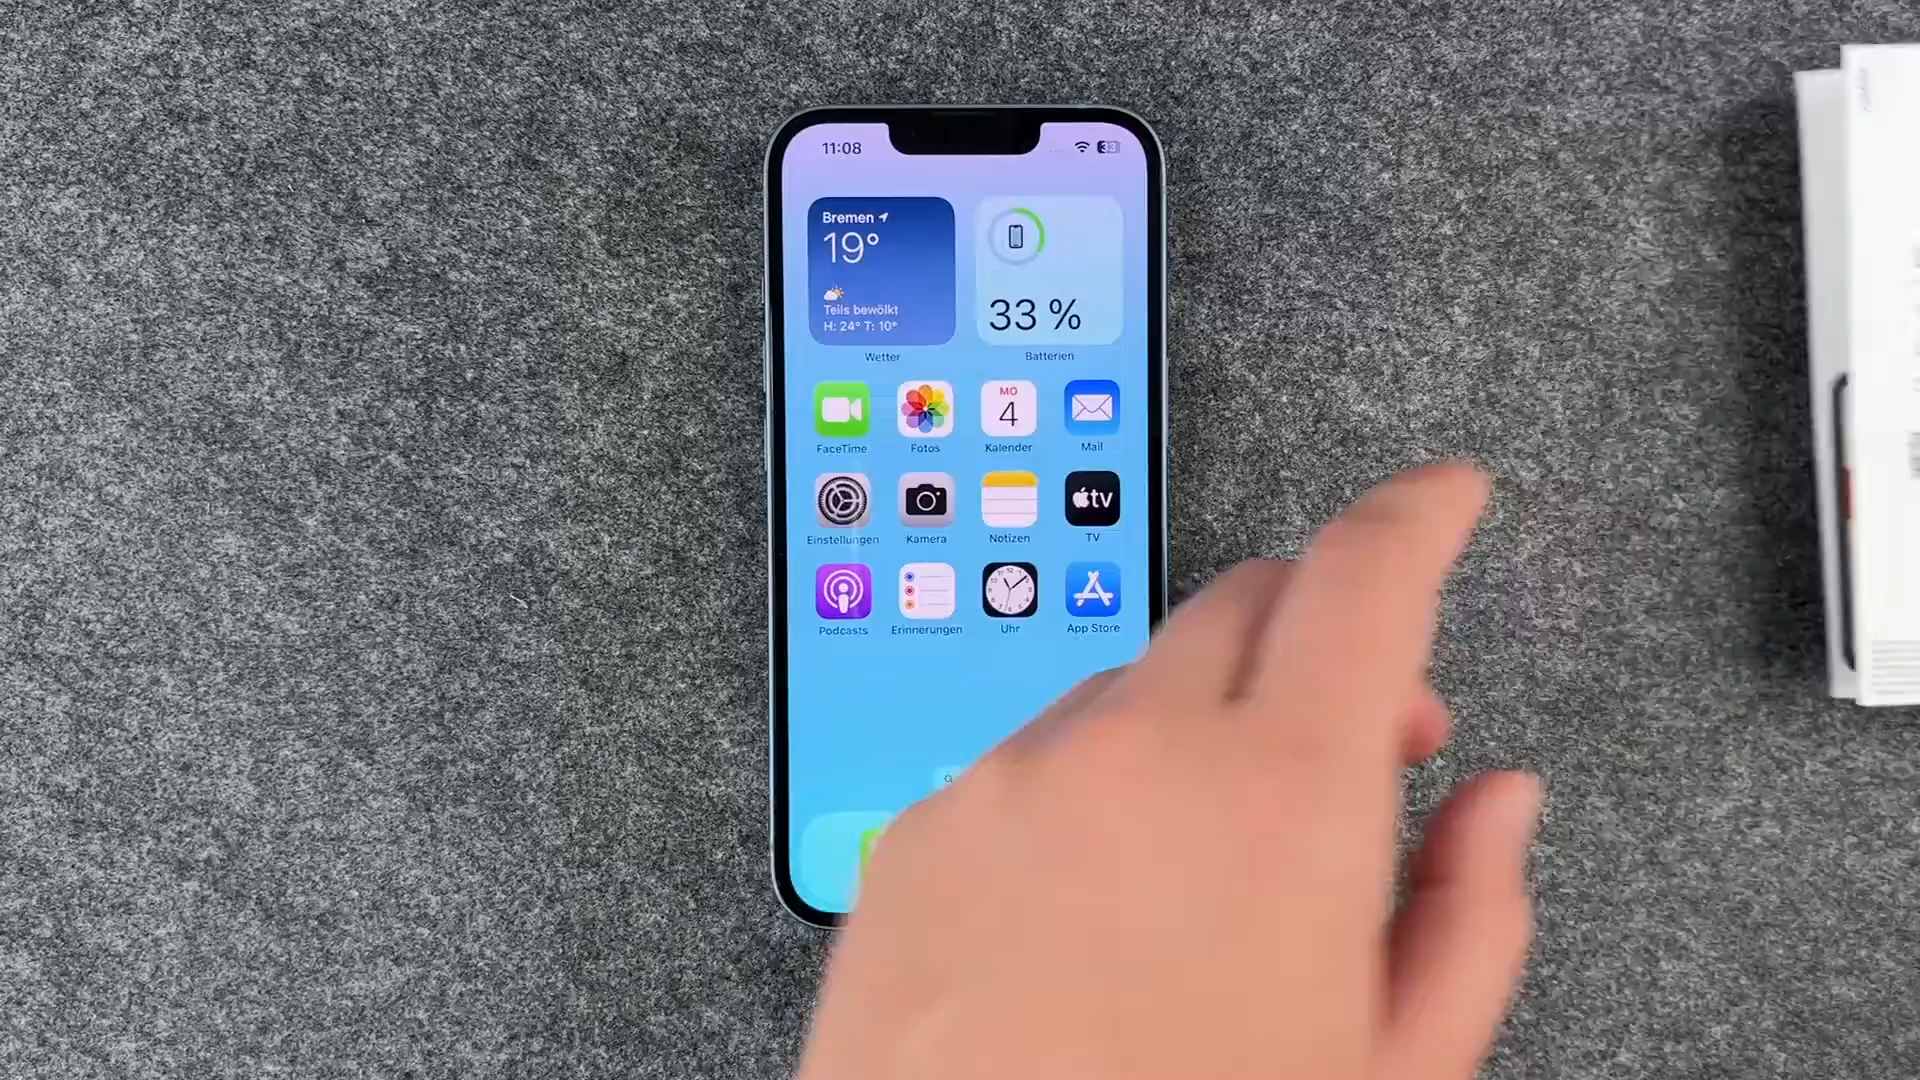 11:08
33
Bremen
19°
Teils bewölkt
H: 24° T: 10°
Wetter
33 %
Batterien
FaceTime
Fotos
MO
4
Kalender
Mail
Einstellungen
Kamera
Notizen
tv
TV
Podcasts
Erinnerungen
Uhr
App Store